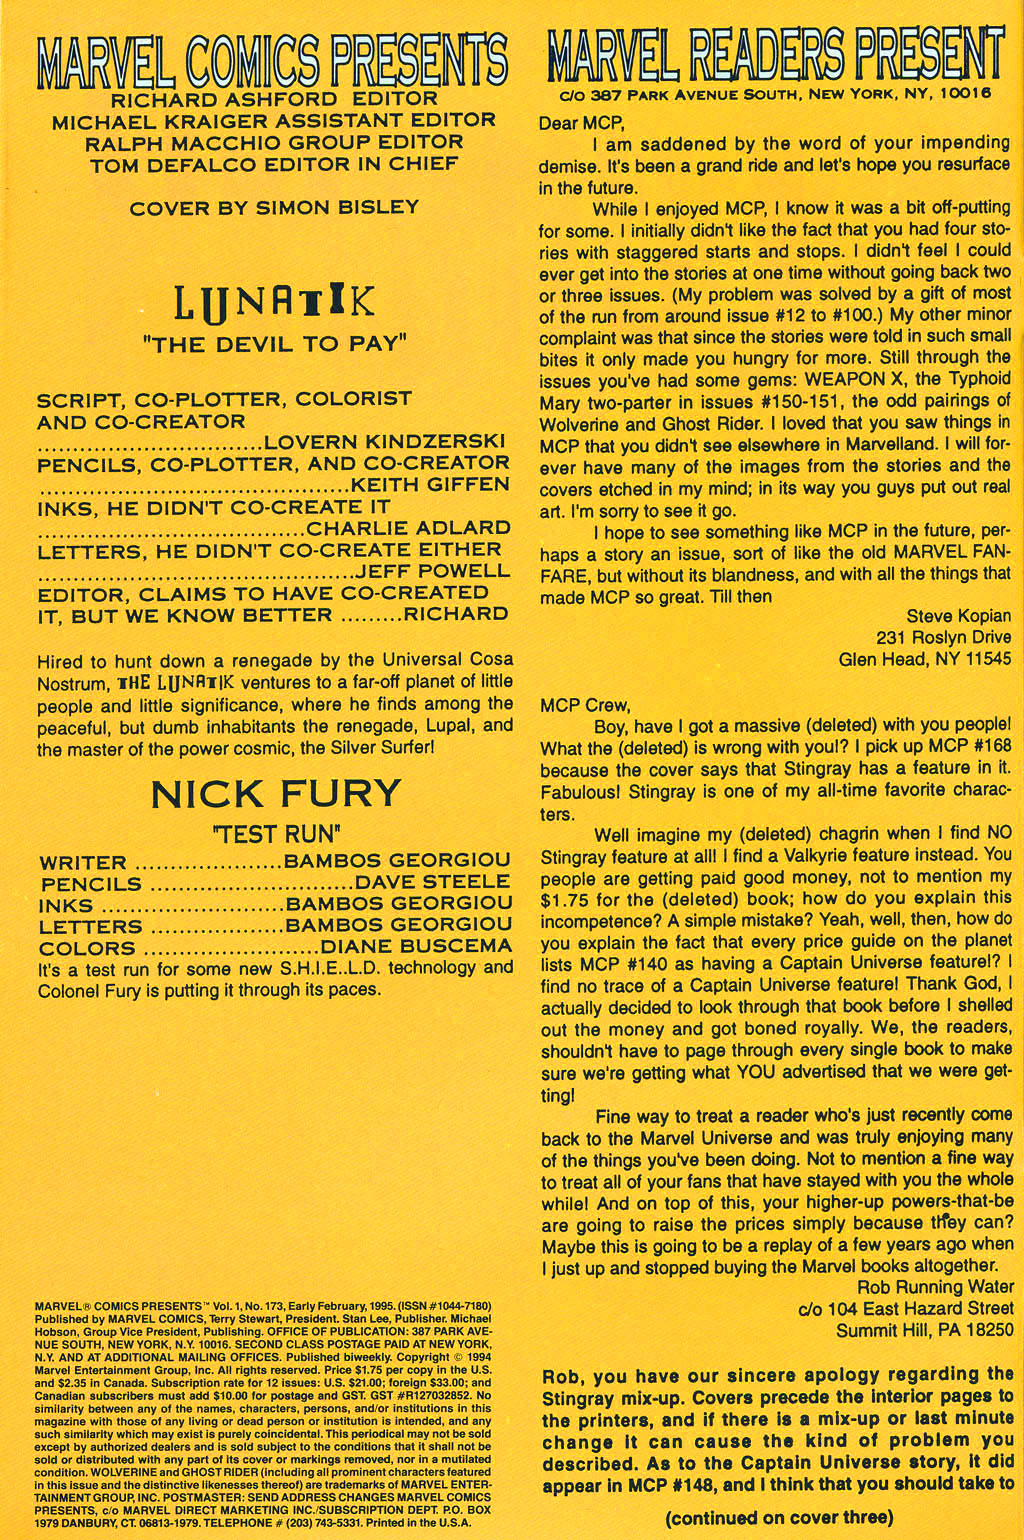 MARVEL COMICS PRESENTS
RICHARD ASHFORD EDITOR
MICHAEL KRAIGER ASSISTANT EDITOR
RALPH MACCHIO GROUP EDITOR
TOM DEFALCO EDITOR IN CHIEF
COVER BY SIMON BISLEY
LUNATIK
"THE DEVIL TO PAY"
SCRIPT, CO-PLOTTER, COLORIST
AND CO-CREATOR
................................LOVERN KINDZERSKI
PENCILS, CO-PLOTTER, AND CO-CREATOR
............................................KEITH GIFFEN
INKS, HE DIDN'T CO-CREATE IT
......................................CHARLIE ADLARD
LETTERS, HE DIDN'T CO-CREATE EITHER
.............................................JEFF POWELL
EDITOR, CLAIMS TO HAVE CO-CREATED
IT, BUT WE KNOW BETTER .........RICHARD
Hired to hunt down a renegade by the Universal Cosa
Nostrum, THE LUNATIK ventures to a far-off planet of little
people and little significance, where he finds among the
peaceful, but dumb inhabitants the renegade, Lupal, and
the master of the power cosmic, the Silver Surfer!
NICK FURY
"TEST RUN"
WRITER .....................BAMBOS GEORGIOU
PENCILS .............................DAVE STEELE
INKS ..........................BAMBOS GEORGIOU
LETTERS ...................BAMBOS GEORGIOU
COLORS .........................DIANE BUSCEMA
It's a test run for some new S.H.I.E..L.D. technology and
Colonel Fury is putting it through its paces.
MARVEL® COMICS PRESENTS™ Vol. 1, No. 173, Early February, 1995. (ISSN #1044-7180)
Published by MARVEL COMICS, Terry Stewart, President. Stan Lee, Publisher. Michael
Hobson, Group Vice President, Publishing. OFFICE OF PUBLICATION: 387 PARK AVE-
NUE SOUTH, NEW YORK, N.Y. 10016. SECOND CLASS POSTAGE PAID AT NEW YORK,
N.Y. AND AT ADDITIONAL MAILING OFFICES. Published biweekly. Copyright © 1994
Marvel Entertainment Group, Inc. All rights reserved. Price $1.75 per copy in the U.S.
and $2.35 in Canada. Subscription rate for 12 issues: U.S. $21.00; foreign $33.00; and
Canadian subscribers must add $10.00 for postage and GST. GST #R127032852. No
similarity between any of the names, characters, persons, and/or institutions in this
magazine with those of any living or dead person or institution is intended, and any
such similarity which may exist is purely coincidental. This periodical may not be sold
except by authorized dealers and is sold subject to the conditions that it shall not be
sold or distributed with any part of its cover or markings removed, nor in a mutilated
condition. WOLVERINE and GHOST RIDER (including all prominent characters featured
in this issue and the distinctive likenesses thereof) are trademarks of MARVEL ENTER-
TAINMENT GROUP, INC. POSTMASTER: SEND ADDRESS CHANGES MARVEL COMICS
PRESENTS, c/o MARVEL DIRECT MARKETING INC./SUBSCRIPTION DEPT. P.O. BOX
1979 DANBURY, CT. 06813-1979. TELEPHONE # (203) 743-5331. Printed in the U.S.A.
MARVEL READERS PRESENT
C/O 387 PARK AVENUE SOUTH, NEW YORK, NY, 10016
Dear MCP,
I am saddened by the word of your impending
demise. It's been a grand ride and let's hope you resurface
in the future.
While I enjoyed MCP, I know it was a bit off-putting
for some. I initially didn't like the fact that you had four sto-
ries with staggered starts and stops. I didn't feel I could
ever get into the stories at one time without going back two
or three issues. (My problem was solved by a gift of most
of the run from around issue #12 to #100.) My other minor
complaint was that since the stories were told in such small
bites it only made you hungry for more. Still through the
issues you've had some gems: WEAPON X, the Typhoid
Mary two-parter in issues #150-151, the odd pairings of
Wolverine and Ghost Rider. I loved that you saw things in
MCP that you didn't see elsewhere in Marvelland. I will for-
ever have many of the images from the stories and the
covers etched in my mind; in its way you guys put out real
art. I'm sorry to see it go.
I hope to see something like MCP in the future, per-
haps a story an issue, sort of like the old MARVEL FAN-
FARE, but without its blandness, and with all the things that
made MCP so great. Till then
Steve Kopian
231 Roslyn Drive
Glen Head, NY 11545
MCP Crew,
Boy, have I got a massive (deleted) with you people!
What the (deleted) is wrong with you!? I pick up MCP #168
because the cover says that Stingray has a feature in it.
Fabulous! Stingray is one of my all-time favorite charac-
ters.
Well imagine my (deleted) chagrin when I find NO
Stingray feature at all! I find a Valkyrie feature instead. You
people are getting paid good money, not to mention my
$1.75 for the (deleted) book; how do you explain this
incompetence? A simple mistake? Yeah, well, then, how do
you explain the fact that every price guide on the planet
lists MCP #140 as having a Captain Universe feature!? I
find no trace of a Captain Universe feature! Thank God, I
actually decided to look through that book before I shelled
out the money and got boned royally. We, the readers,
shouldn't have to page through every single book to make
sure we're getting what YOU advertised that we were get-
ting!
Fine way to treat a reader who's just recently come
back to the Marvel Universe and was truly enjoying many
of the things you've been doing. Not to mention a fine way
to treat all of your fans that have stayed with you the whole
while! And on top of this, your higher-up powers-that-be
are going to raise the prices simply because they can?
Maybe this is going to be a replay of a few years ago when
I just up and stopped buying the Marvel books altogether.
Rob Running Water
c/o 104 East Hazard Street
Summit Hill, PA 18250
Rob, you have our sincere apology regarding the
Stingray mix-up. Covers precede the interior pages to
the printers, and if there is a mix-up or last minute
change it can cause the kind of problem you
described. As to the Captain Universe story, it did
appear in MCP #148, and I think that you should take to
(continued on cover three)